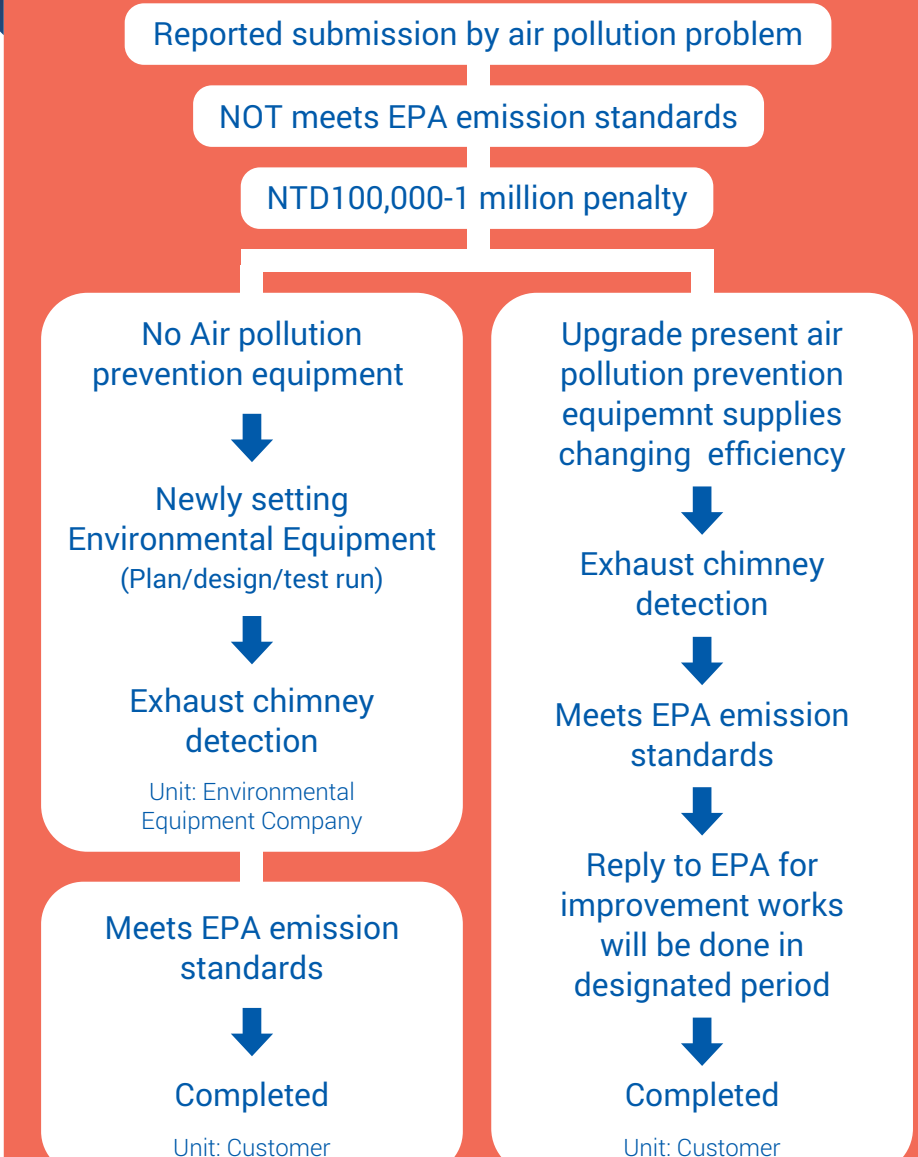 Reported submission by air pollution problem
NOT meets EPA emission standards
NTD100,000-1 million penalty
No Air pollution
prevention equipment
Newly setting
Environmental Equipment
(Plan/design/test run)
Exhaust chimney
detection
Unit: Environmental
Equipment Company
Meets EPA emission
standards
Completed
Unit: Customer
Upgrade present air
pollution prevention
equipemnt supplies
changing efficiency
Exhaust chimney
detection
Meets EPA emission
standards
Reply to EPA for
improvement works
will be done in
designated period
Completed
Unit: Customer